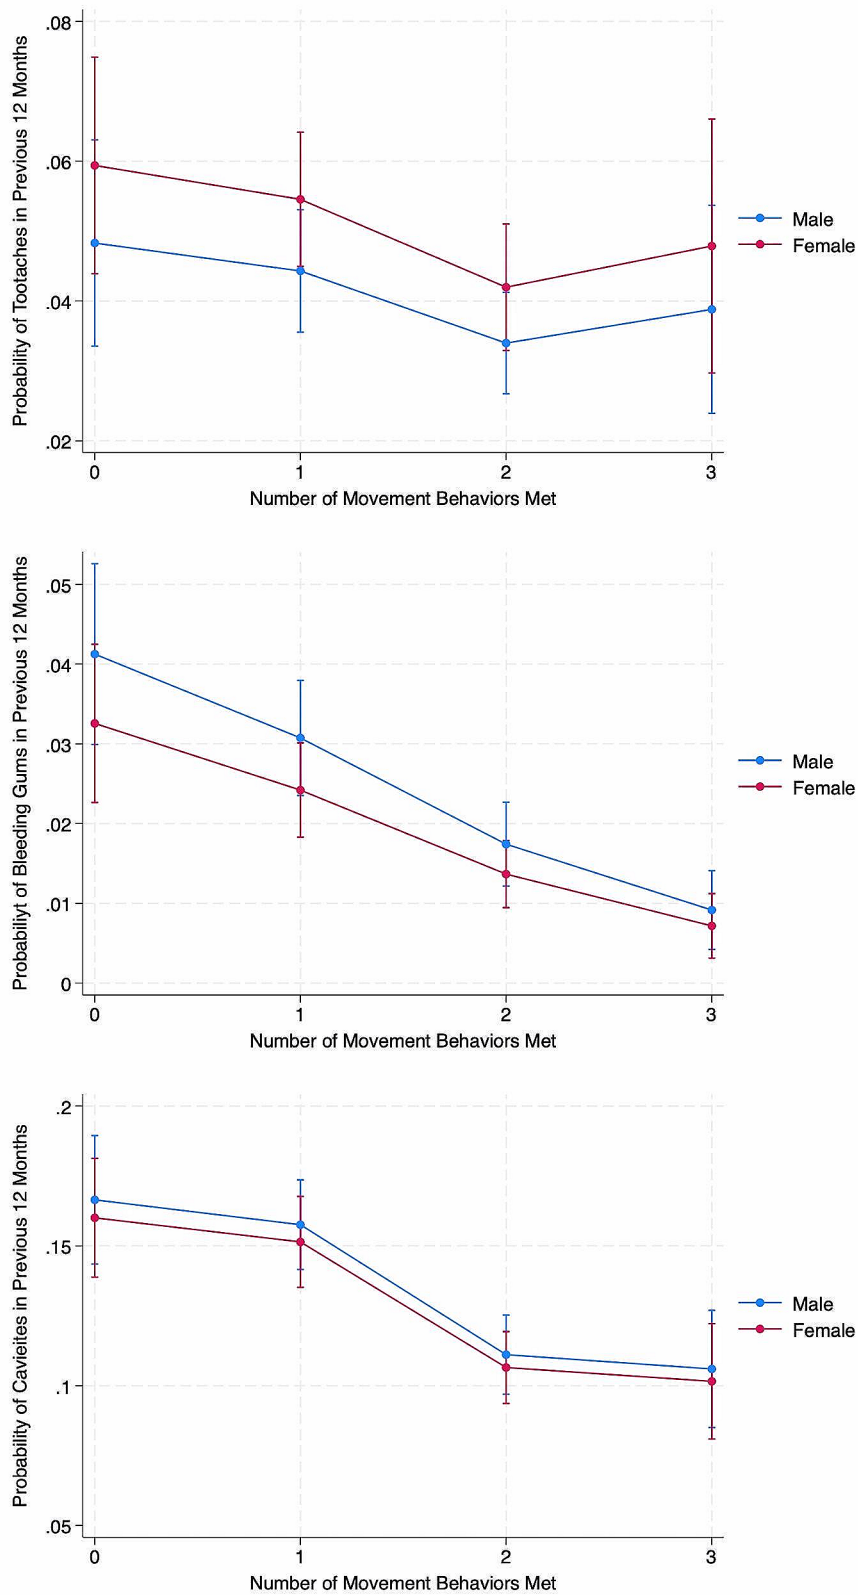 Probability of Tootaches in Previous 12 Months
.08
.06
.04
.02
0 1 2 3
Number of Movement Behaviors Met
Male
Female
Probabiliyt of Bleeding Gums in Previous 12 Months
.05
.04
.03
.02
.01
0
0 1 2 3
Number of Movement Behaviors Met
Male
Female
Probability of Cavieites in Previous 12 Months
.2
.15
.1
.05
0 1 2 3
Number of Movement Behaviors Met
Male
Female